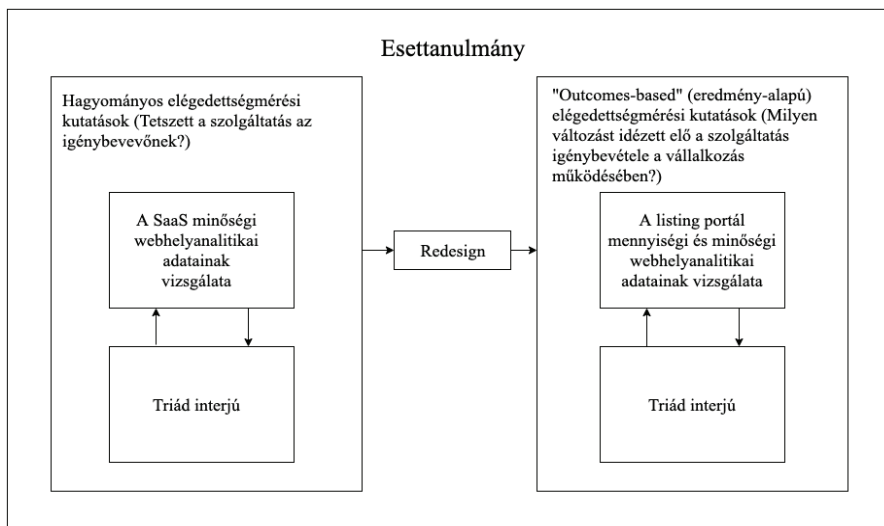 Esettanulmány
Hagyományos elégedettségmérési
kutatások (Tetszett a szolgáltatás az
igénybevevőnek?)
A SaaS minőségi
webhelyanalitikai
adatainak
vizsgálata
Triád interjú
Redesign
"Outcomes-based" (eredmény-alapú)
elégedettségmérési kutatások (Milyen
változást idézett elő a szolgáltatás
igénybevétele a vállalkozás
működésében?)
A listing portál
mennyiségi és minőségi
webhelyanalitikai
adatainak vizsgálata
Triád interjú